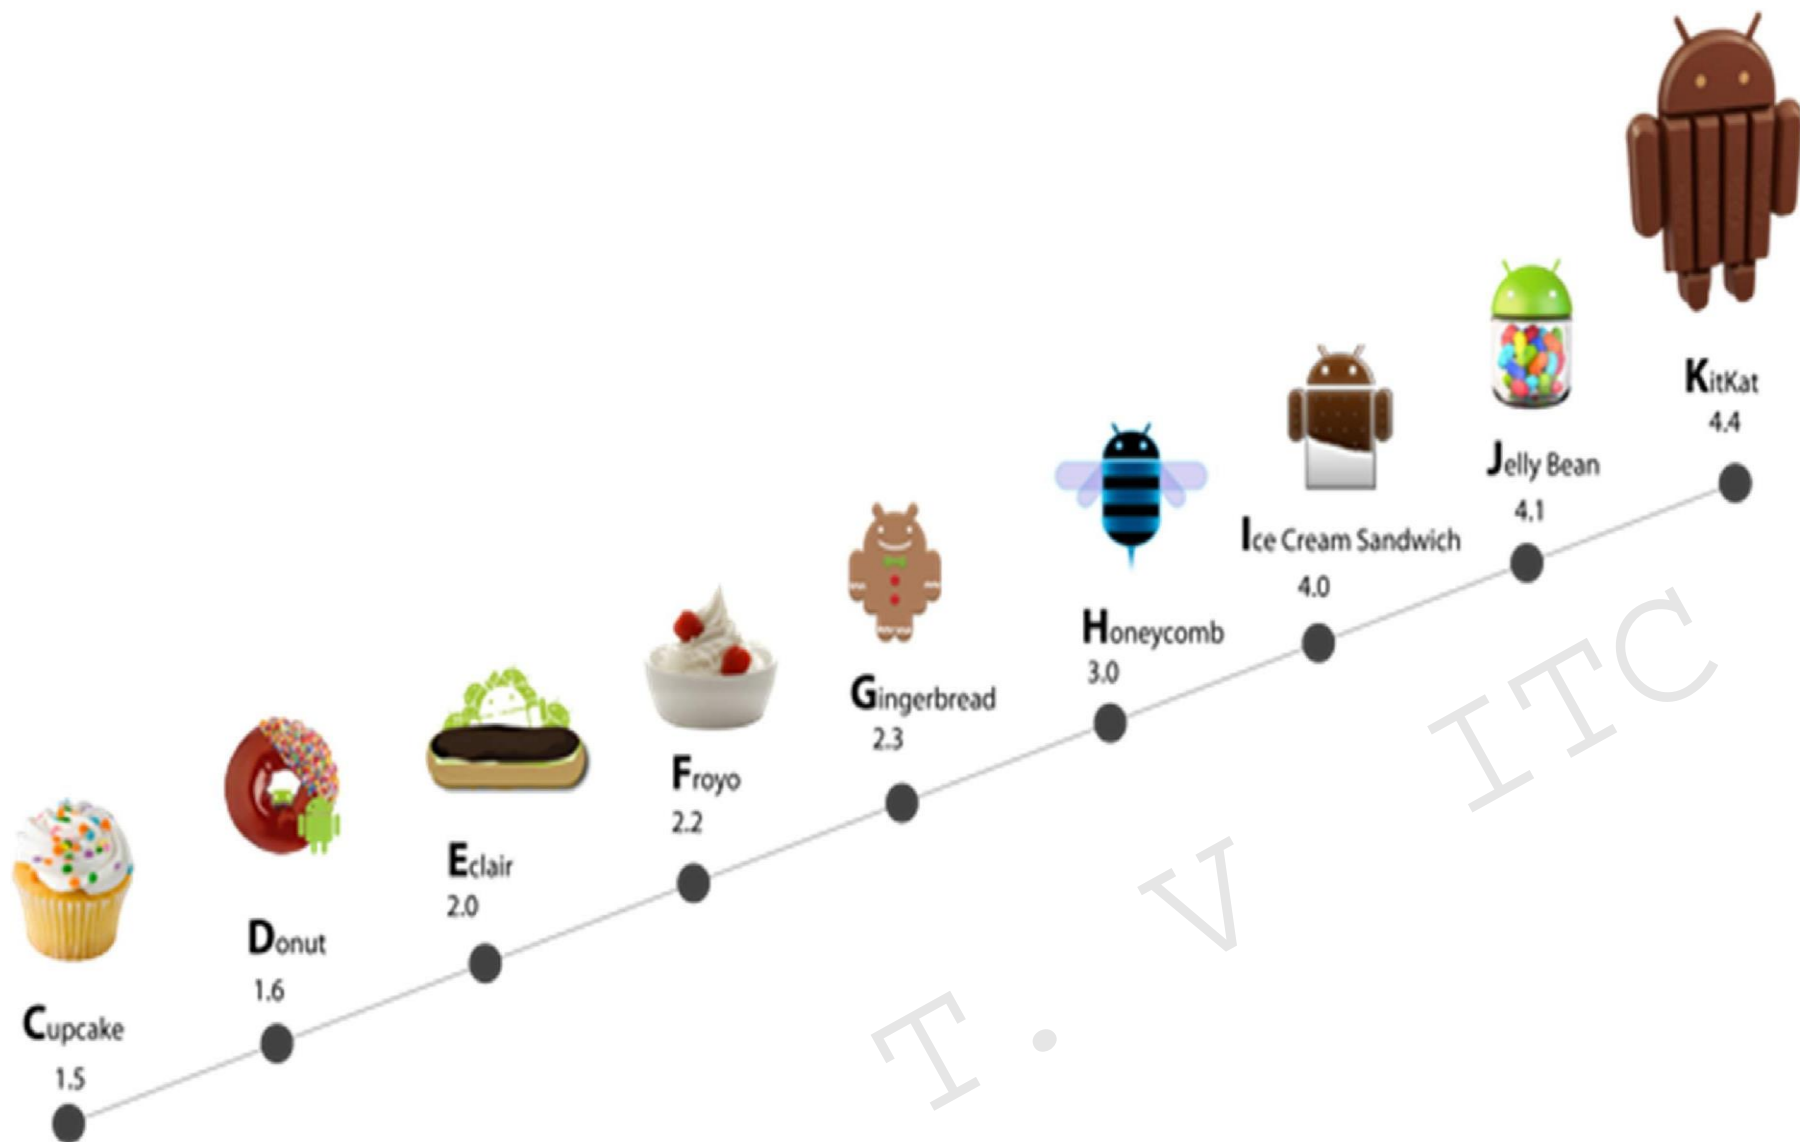 Cupcake
1.5
Donut
1.6
Eclair
2.0
Froyo
2.2
Gingerbread
2.3
Honeycomb
3.0
Ice Cream Sandwich
4.0
Jelly Bean
4.1
KitKat
4.4
T. V ITC